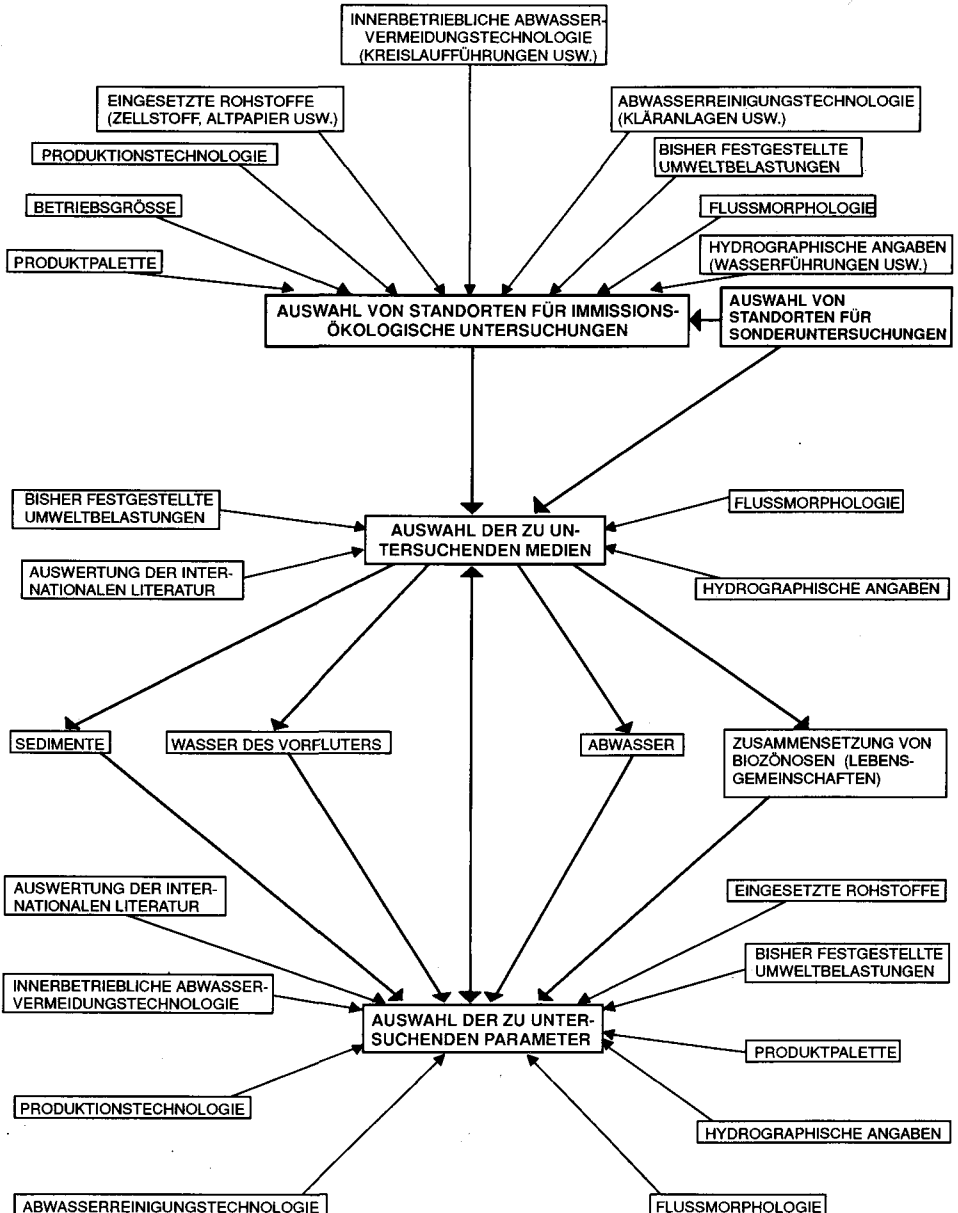 INNERBETRIEBLICHE ABWASSER-
VERMEIDUNGSTECHNOLOGIE
(KREISLAUFFÜHRUNGEN USW.)
EINGESETZTE ROHSTOFFE
(ZELLSTOFF, ALTPAPIER USW.)
ABWASSERREINIGUNGSTECHNOLOGIE
(KLÄRANLAGEN USW.)
PRODUKTIONSTECHNOLOGIE
BISHER FESTGESTELLTE
UMWELTBELASTUNGEN
BETRIEBSGRÖSSE
FLUSSMORPHOLOGIE
PRODUKTPALETTE
HYDROGRAPHISCHE ANGABEN
(WASSERFÜHRUNGEN USW.)
AUSWAHL VON STANDORTEN FÜR IMMISSIONS-
ÖKOLOGISCHE UNTERSUCHUNGEN
AUSWAHL VON
STANDORTEN FÜR
SONDERUNTERSUCHUNGEN
BISHER FESTGESTELLTE
UMWELTBELASTUNGEN
FLUSSMORPHOLOGIE
AUSWAHL DER ZU UN-
TERSUCHENDEN MEDIEN
AUSWERTUNG DER INTER-
NATIONALEN LITERATUR
HYDROGRAPHISCHE ANGABEN
SEDIMENTE
WASSER DES VORFLUTERS
ABWASSER
ZUSAMMENSETZUNG VON
BIOZÖNOSEN (LEBENS-
GEMEINSCHAFTEN)
AUSWERTUNG DER INTER-
NATIONALEN LITERATUR
EINGESETZTE ROHSTOFFE
INNERBETRIEBLICHE ABWASSER-
VERMEIDUNGSTECHNOLOGIE
BISHER FESTGESTELLTE
UMWELTBELASTUNGEN
AUSWAHL DER ZU UNTER-
SUCHENDEN PARAMETER
PRODUKTPALETTE
PRODUKTIONSTECHNOLOGIE
HYDROGRAPHISCHE ANGABEN
ABWASSERREINIGUNGSTECHNOLOGIE
FLUSSMORPHOLOGIE